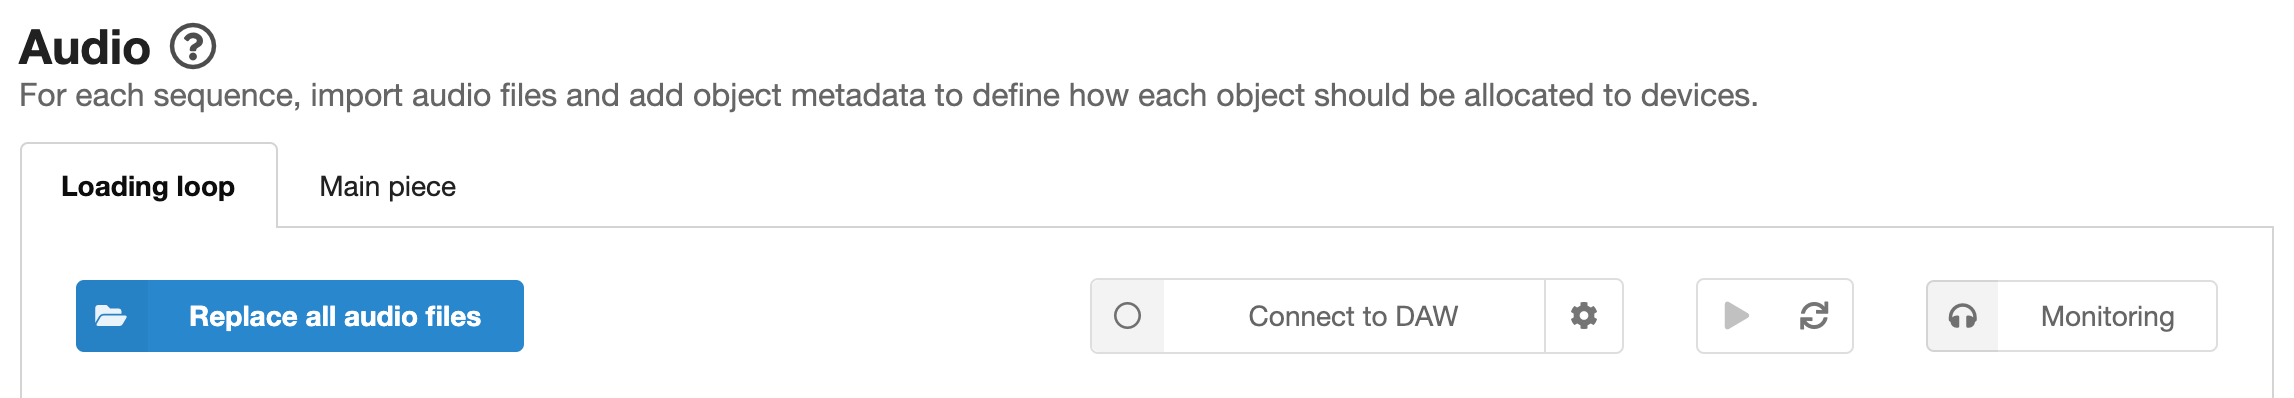 Audio
For each sequence, import audio files and add object metadata to define how each object should be allocated to devices.
Loading loop Main piece
Replace all audio files Connect to DAW Monitoring